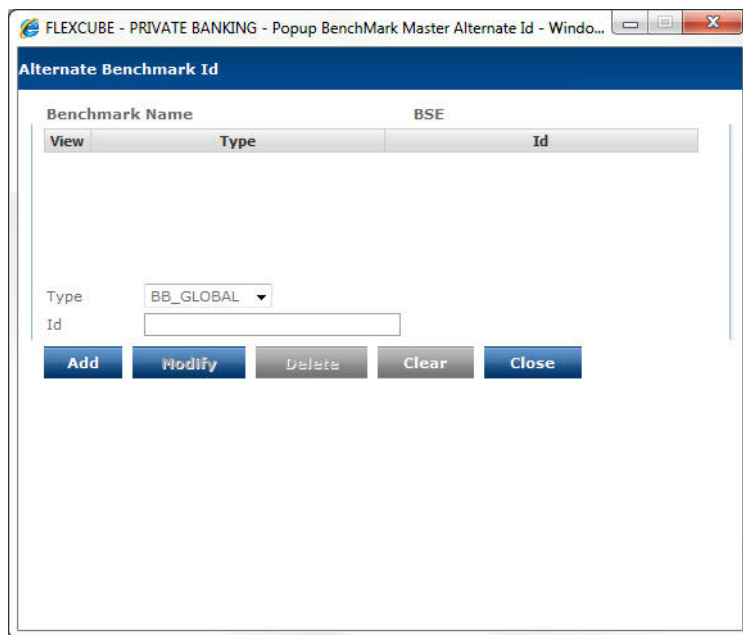 FLEXCUBE - PRIVATE BANKING - Popup BenchMark Master Alternate Id - Windo...
Alternate Benchmark Id
Benchmark Name BSE
View Type Id
Type BB_GLOBAL
Id
Add Modify Delete Clear Close